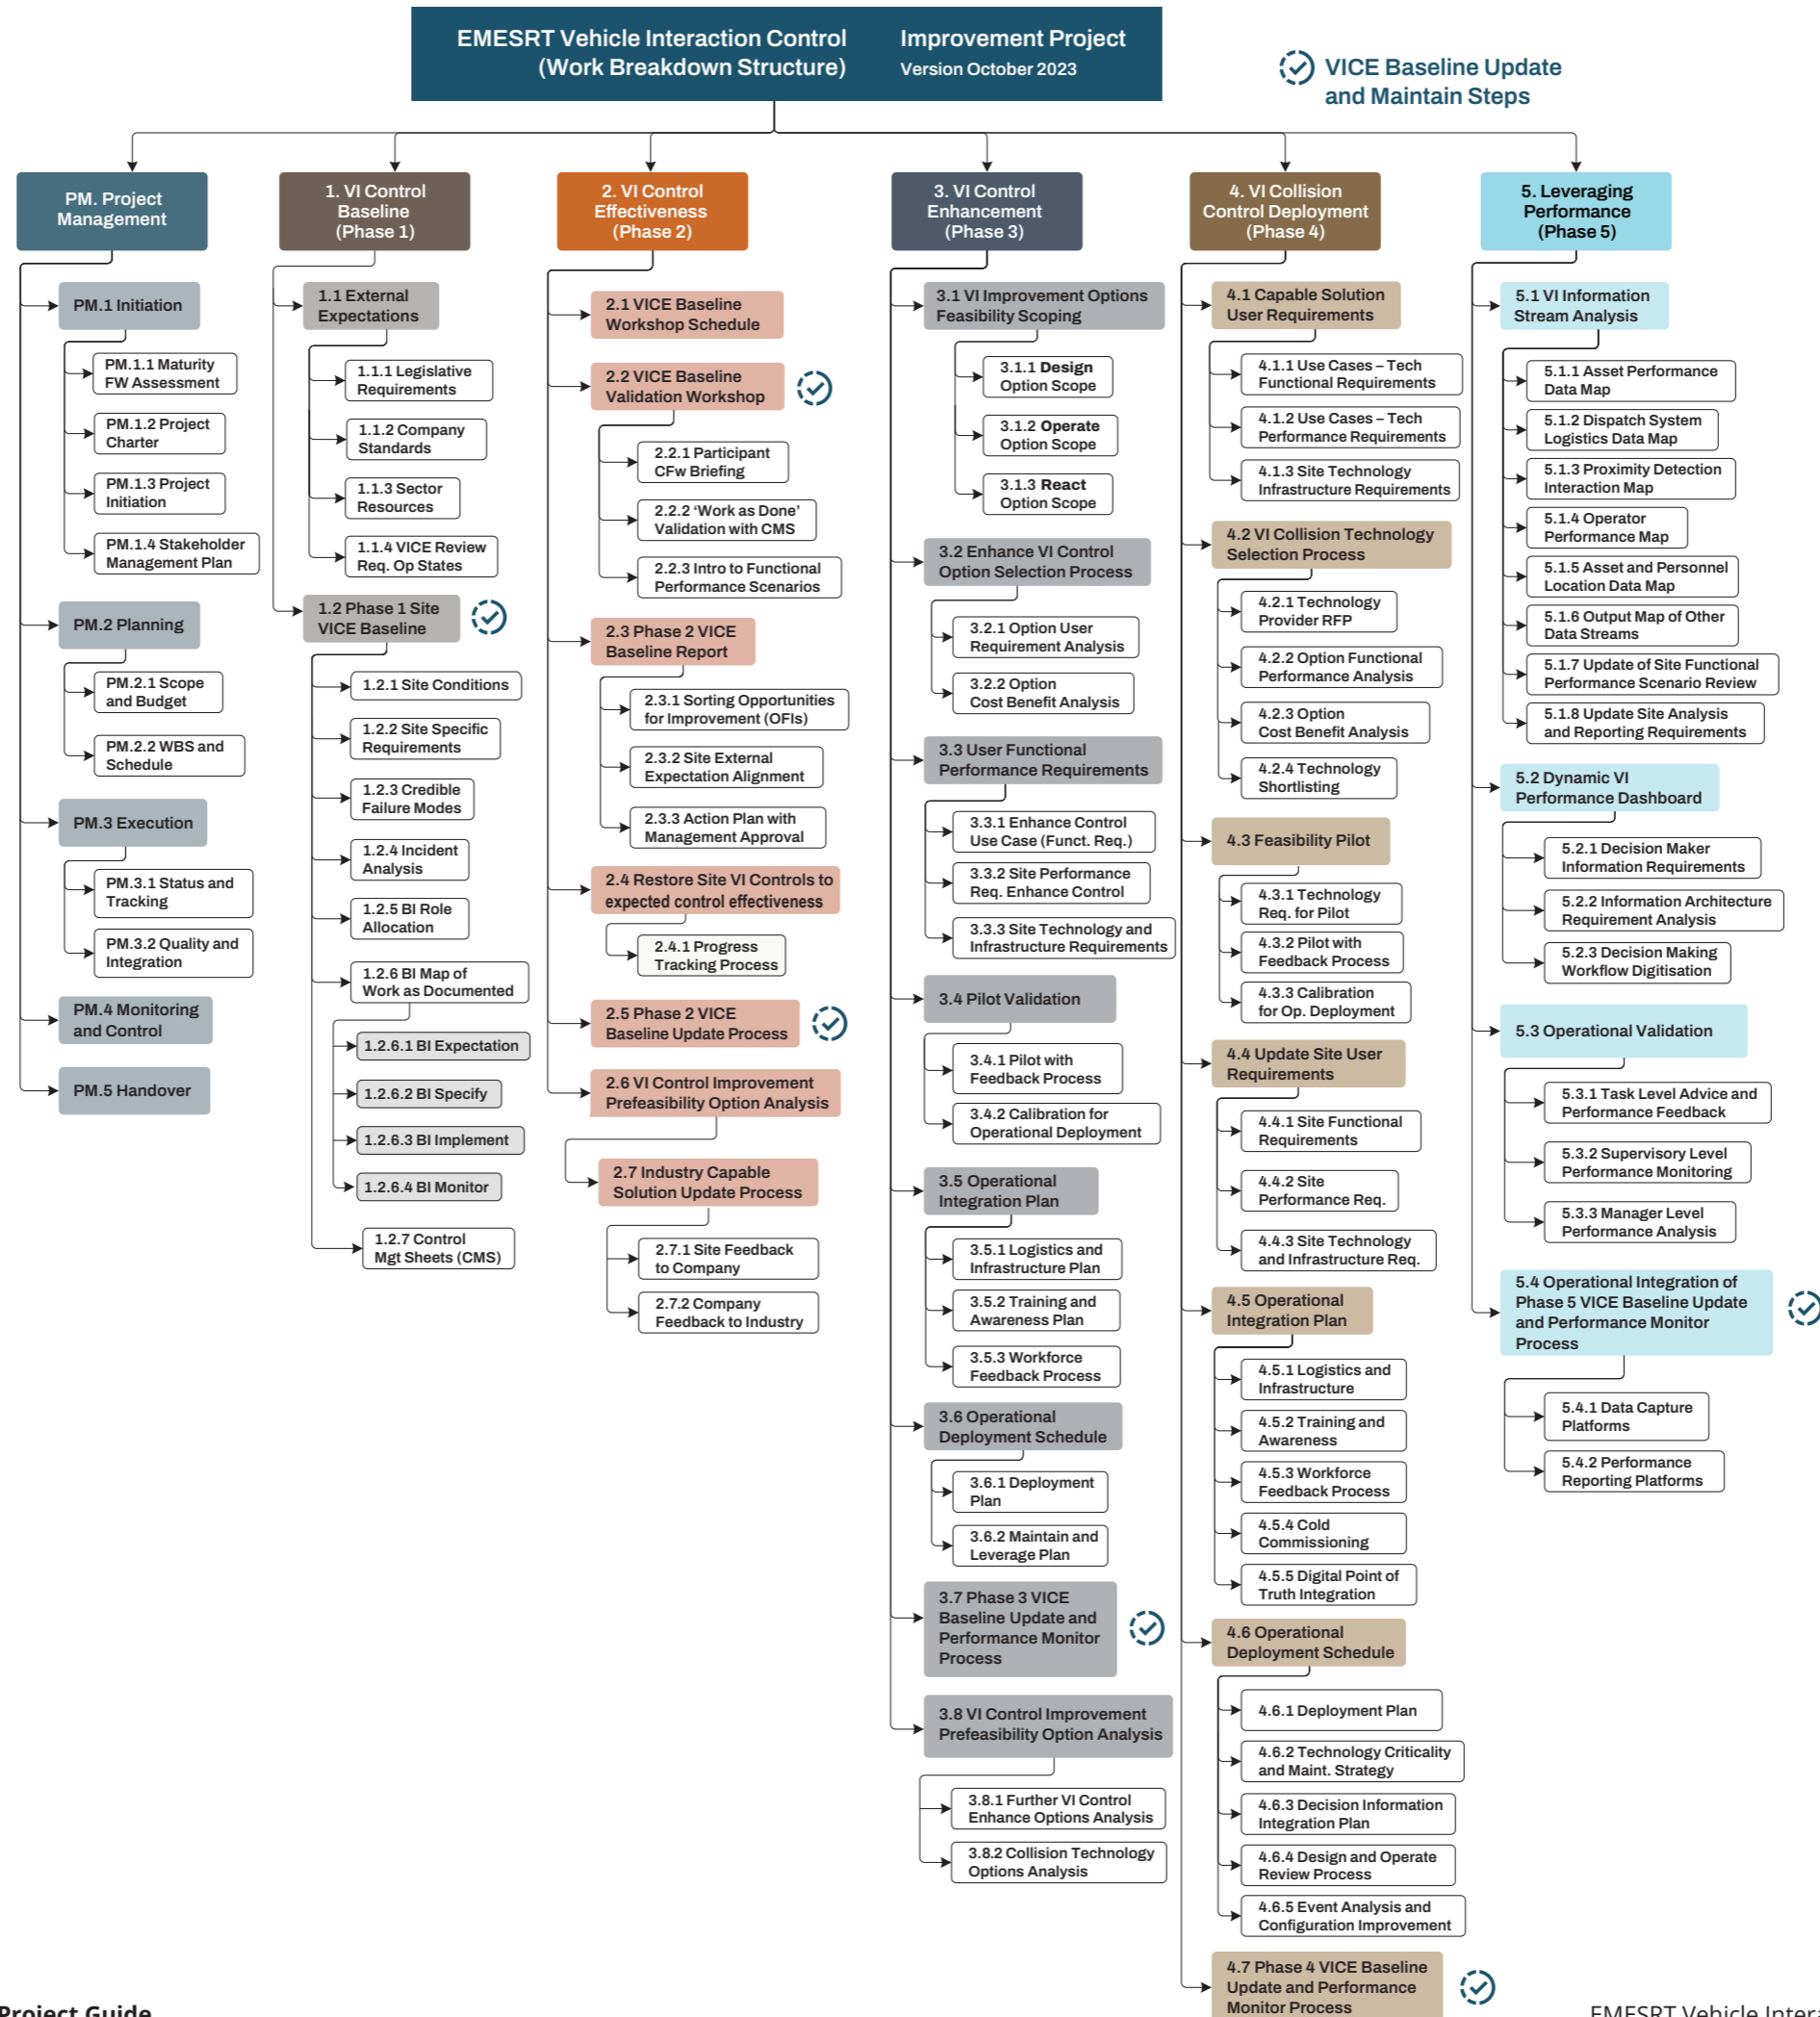 EMESRT Vehicle Interaction Control
(Work Breakdown Structure)
Improvement Project
Version October 2023
VICE Baseline Update
and Maintain Steps
PM. Project
Management
PM.1 Initiation
PM.1.1 Maturity
FW Assessment
PM.1.2 Project
Charter
PM.1.3 Project
Initiation
PM.1.4 Stakeholder
Management Plan
PM.2 Planning
PM.2.1 Scope
and Budget
PM.2.2 WBS and
Schedule
PM.3 Execution
PM.3.1 Status and
Tracking
PM.3.2 Quality and
Integration
PM.4 Monitoring
and Control
PM.5 Handover
1. VI Control
Baseline
(Phase 1)
1.1 External
Expectations
1.1.1 Legislative
Requirements
1.1.2 Company
Standards
1.1.3 Sector
Resources
1.1.4 VICE Review
Req. Op States
1.2 Phase 1 Site
VICE Baseline
1.2.1 Site Conditions
1.2.2 Site Specific
Requirements
1.2.3 Credible
Failure Modes
1.2.4 Incident
Analysis
1.2.5 BI Role
Allocation
1.2.6 BI Map of
Work as Documented
1.2.6.1 BI Expectation
1.2.6.2 BI Specify
1.2.6.3 BI Implement
1.2.6.4 BI Monitor
1.2.7 Control
Mgt Sheets (CMS)
2. VI Control
Effectiveness
(Phase 2)
2.1 VICE Baseline
Workshop Schedule
2.2 VICE Baseline
Validation Workshop
2.2.1 Participant
CFw Briefing
2.2.2 ‘Work as Done’
Validation with CMS
2.2.3 Intro to Functional
Performance Scenarios
2.3 Phase 2 VICE
Baseline Report
2.3.1 Sorting Opportunities
for Improvement (OFIs)
2.3.2 Site External
Expectation Alignment
2.3.3 Action Plan with
Management Approval
2.4 Restore Site VI Controls to
expected control effectiveness
2.4.1 Progress
Tracking Process
2.5 Phase 2 VICE
Baseline Update Process
2.6 VI Control Improvement
Prefeasibility Option Analysis
2.7 Industry Capable
Solution Update Process
2.7.1 Site Feedback
to Company
2.7.2 Company
Feedback to Industry
3. VI Control
Enhancement
(Phase 3)
3.1 VI Improvement Options
Feasibility Scoping
3.1.1 Design
Option Scope
3.1.2 Operate
Option Scope
3.1.3 React
Option Scope
3.2 Enhance VI Control
Option Selection Process
3.2.1 Option User
Requirement Analysis
3.2.2 Option
Cost Benefit Analysis
3.3 User Functional
Performance Requirements
3.3.1 Enhance Control
Use Case (Funct. Req.)
3.3.2 Site Performance
Req. Enhance Control
3.3.3 Site Technology and
Infrastructure Requirements
3.4 Pilot Validation
3.4.1 Pilot with
Feedback Process
3.4.2 Calibration for
Operational Deployment
3.5 Operational
Integration Plan
3.5.1 Logistics and
Infrastructure Plan
3.5.2 Training and
Awareness Plan
3.5.3 Workforce
Feedback Process
3.6 Operational
Deployment Schedule
3.6.1 Deployment
Plan
3.6.2 Maintain and
Leverage Plan
3.7 Phase 3 VICE
Baseline Update and
Performance Monitor
Process
3.8 VI Control Improvement
Prefeasibility Option Analysis
3.8.1 Further VI Control
Enhance Options Analysis
3.8.2 Collision Technology
Options Analysis
4. VI Collision
Control Deployment
(Phase 4)
4.1 Capable Solution
User Requirements
4.1.1 Use Cases – Tech
Functional Requirements
4.1.2 Use Cases – Tech
Performance Requirements
4.1.3 Site Technology
Infrastructure Requirements
4.2 VI Collision Technology
Selection Process
4.2.1 Technology
Provider RFP
4.2.2 Option Functional
Performance Analysis
4.2.3 Option
Cost Benefit Analysis
4.2.4 Technology
Shortlisting
4.3 Feasibility Pilot
4.3.1 Technology
Req. for Pilot
4.3.2 Pilot with
Feedback Process
4.3.3 Calibration
for Op. Deployment
4.4 Update Site User
Requirements
4.4.1 Site Functional
Requirements
4.4.2 Site
Performance Req.
4.4.3 Site Technology
and Infrastructure Req.
4.5 Operational
Integration Plan
4.5.1 Logistics and
Infrastructure
4.5.2 Training and
Awareness
4.5.3 Workforce
Feedback Process
4.5.4 Cold
Commissioning
4.5.5 Digital Point of
Truth Integration
4.6 Operational
Deployment Schedule
4.6.1 Deployment Plan
4.6.2 Technology Criticality
and Maint. Strategy
4.6.3 Decision Information
Integration Plan
4.6.4 Design and Operate
Review Process
4.6.5 Event Analysis and
Configuration Improvement
4.7 Phase 4 VICE Baseline
Update and Performance
Monitor Process
5. Leveraging
Performance
(Phase 5)
5.1 VI Information
Stream Analysis
5.1.1 Asset Performance
Data Map
5.1.2 Dispatch System
Logistics Data Map
5.1.3 Proximity Detection
Interaction Map
5.1.4 Operator
Performance Map
5.1.5 Asset and Personnel
Location Data Map
5.1.6 Output Map of Other
Data Streams
5.1.7 Update of Site Functional
Performance Scenario Review
5.1.8 Update Site Analysis
and Reporting Requirements
5.2 Dynamic VI
Performance Dashboard
5.2.1 Decision Maker
Information Requirements
5.2.2 Information Architecture
Requirement Analysis
5.2.3 Decision Making
Workflow Digitisation
5.3 Operational Validation
5.3.1 Task Level Advice and
Performance Feedback
5.3.2 Supervisory Level
Performance Monitoring
5.3.3 Manager Level
Performance Analysis
5.4 Operational Integration of
Phase 5 VICE Baseline Update
and Performance Monitor
Process
5.4.1 Data Capture
Platforms
5.4.2 Performance
Reporting Platforms
Project Guide
EMESRT Vehicle